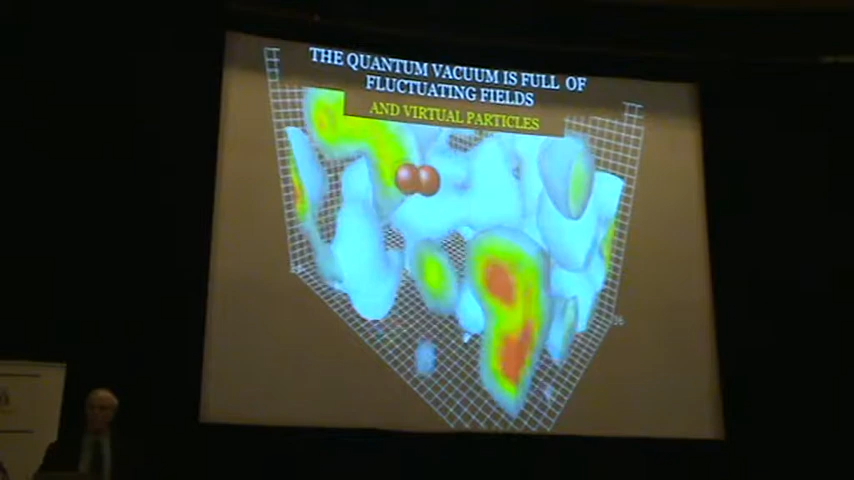 THE QUANTUM VACUUM IS FULL OF
FLUCTUATING FIELDS
AND VIRTUAL PARTICLES